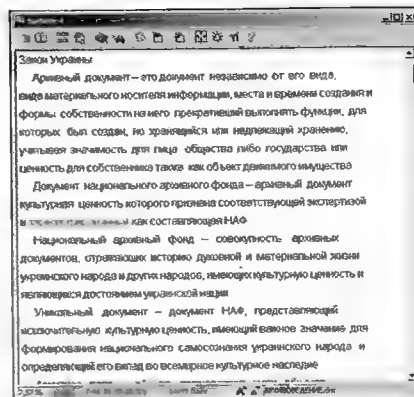 Закон Украины
Архивный документ – это документ независимо от его вида,
вида материального носителя информации, места и времени создания и
формы собственности на него прекративший выполнять функции, для
которых был создан, но хранящийся или надлежащий хранению,
учитывая значимость для лица общества либо государства или
ценность для собственника также как объект движимого имущества
Документ национального архивного фонда – архивный документ
культурная ценность которого признана соответствующей экспертизой
и как составляющая НАФ
Национальный архивный фонд – совокупность архивных
документов, отражающих историю духовной и материальной жизни
украинского народа и других народов, имеющих культурную ценность и
являющихся достоянием украинской нации
Уникальный документ – документ НАФ, представляющий
исключительную культурную ценность, имеющий важное значение для
формирования национального самосознания украинского народа и
определяющий его вклад во всемирное культурное наследие